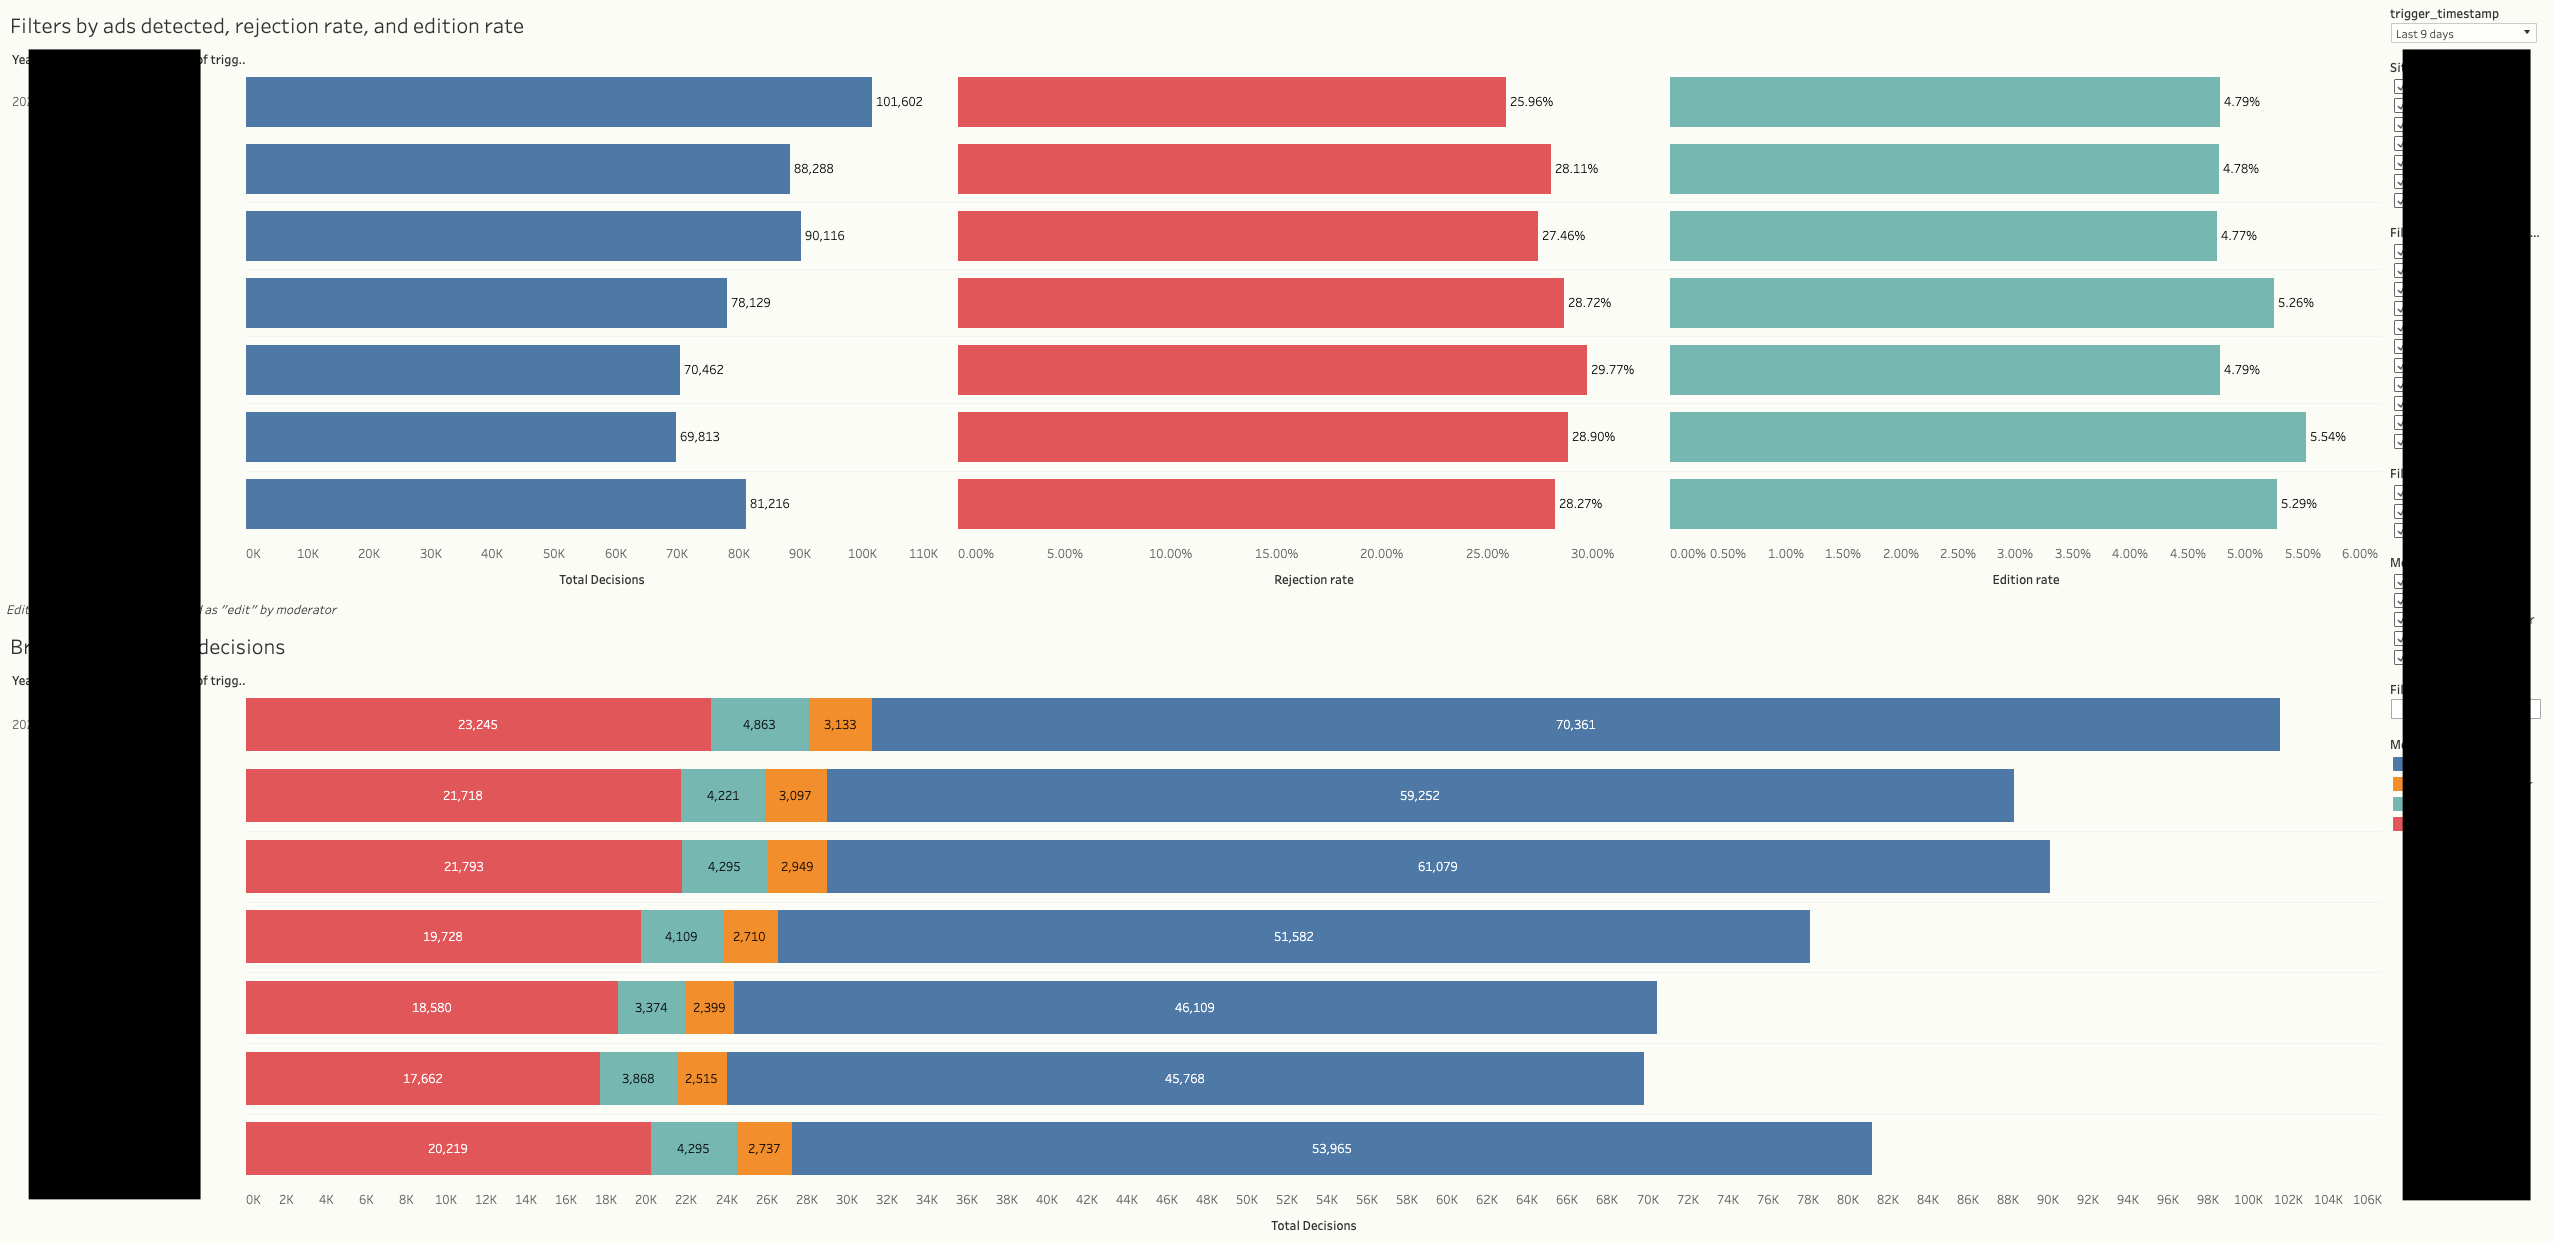 Filters by ads detected, rejection rate, and edition rate
trigger_timestamp
Last 9 days
of trigg..
101,602 25.96% 4.79%
88,288 28.11% 4.78%
90,116 27.46% 4.77%
78,129 28.72% 5.26%
70,462 29.77% 4.79%
69,813 28.90% 5.54%
81,216 28.27% 5.29%
0K 10K 20K 30K 40K 50K 60K 70K 80K 90K 100K 110K 0.00% 5.00% 10.00% 15.00% 20.00% 25.00% 30.00% 0.00% 0.50% 1.00% 1.50% 2.00% 2.50% 3.00% 3.50% 4.00% 4.50% 5.00% 5.50% 6.00%
Total Decisions Rejection rate Edition rate
as "edit" by moderator
decisions
of trigg..
23,245 4,863 3,133 70,361
21,718 4,221 3,097 59,252
21,793 4,295 2,949 61,079
19,728 4,109 2,710 51,582
18,580 3,374 2,399 46,109
17,662 3,868 2,515 45,768
20,219 4,295 2,737 53,965
0K 2K 4K 6K 8K 10K 12K 14K 16K 18K 20K 22K 24K 26K 28K 30K 32K 34K 36K 38K 40K 42K 44K 46K 48K 50K 52K 54K 56K 58K 60K 62K 64K 66K 68K 70K 72K 74K 76K 78K 80K 82K 84K 86K 88K 90K 92K 94K 96K 98K 100K 102K 104K 106K
Total Decisions